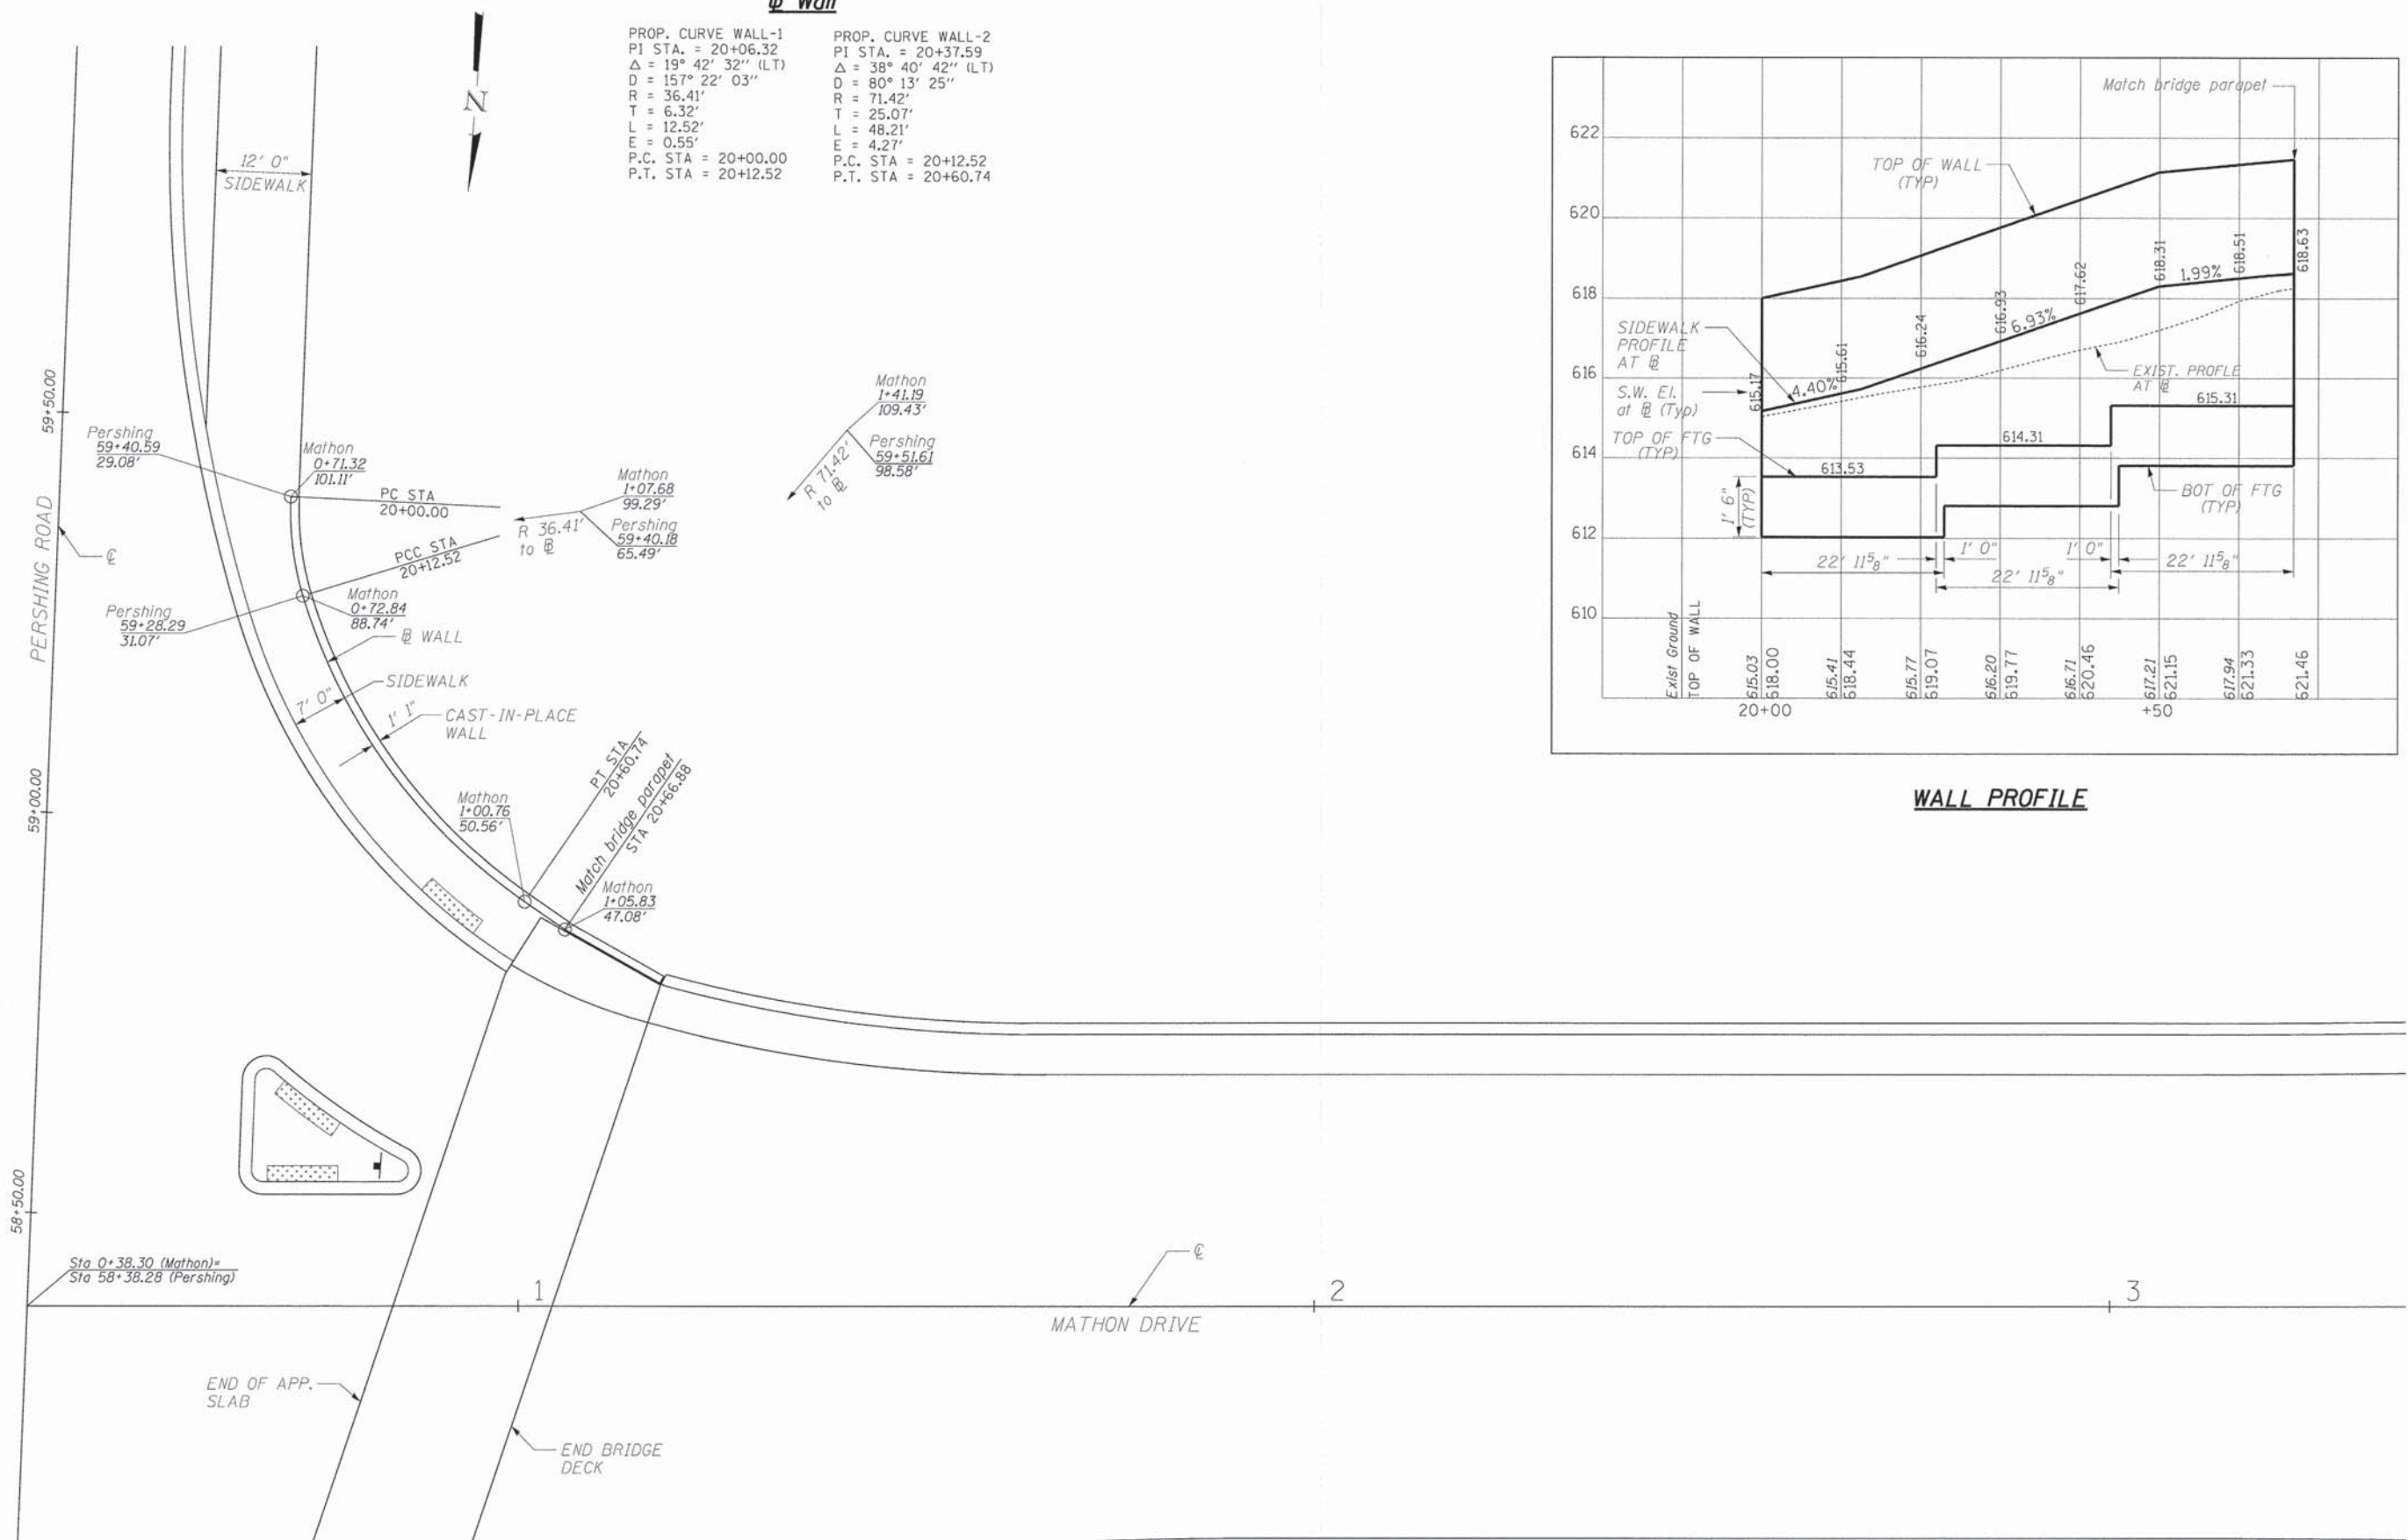 ℄ Wall
PROP. CURVE WALL-1
PI STA. = 20+06.32
Δ = 19° 42' 32'' (LT)
D = 157° 22' 03''
R = 36.41'
T = 6.32'
L = 12.52'
E = 0.55'
P.C. STA = 20+00.00
P.T. STA = 20+12.52
PROP. CURVE WALL-2
PI STA. = 20+37.59
Δ = 38° 40' 42'' (LT)
D = 80° 13' 25''
R = 71.42'
T = 25.07'
L = 48.21'
E = 4.27'
P.C. STA = 20+12.52
P.T. STA = 20+60.74
N
12' 0"
SIDEWALK
59+50.00
Pershing
59+40.59
29.08'
Mathon
0+71.32
101.11'
PC STA
20+00.00
Mathon
1+41.19
109.43'
Pershing
59+51.61
98.58'
R 71.42'
to ⅊
Mathon
1+07.68
99.29'
R 36.41'
to ⅊
Pershing
59+40.18
65.49'
PCC STA
20+12.52
PERSHING ROAD
℄
Pershing
59+28.29
31.07'
Mathon
0+72.84
88.74'
⅊ WALL
SIDEWALK
7' 0"
1' 1"
CAST-IN-PLACE
WALL
59+00.00
PT STA
20+60.74
Match bridge parapet
STA 20+66.88
Mathon
1+00.76
50.56'
Mathon
1+05.83
47.08'
58+50.00
Sta 0+38.30 (Mathon)=
Sta 58+38.28 (Pershing)
1
2
3
℄
MATHON DRIVE
END OF APP.
SLAB
END BRIDGE
DECK
Match bridge parapet
622
620
618
616
614
612
610
TOP OF WALL
(TYP)
SIDEWALK
PROFILE
AT ⅊
S.W. El.
at ⅊ (Typ)
TOP OF FTG
(TYP)
615.17
4.40%
615.61
616.24
616.93
6.93%
617.62
618.31
1.99%
618.51
618.63
EXIST. PROFLE
AT ⅊
613.53
614.31
615.31
BOT OF FTG
(TYP)
1' 6"
(TYP)
22' 11⅝"
1' 0"
22' 11⅝"
1' 0"
22' 11⅝"
Exist Ground
TOP OF WALL
615.03
618.00
615.41
618.44
615.77
619.07
616.20
619.77
616.71
620.46
617.21
621.15
617.94
621.33
621.46
20+00
+50
WALL PROFILE